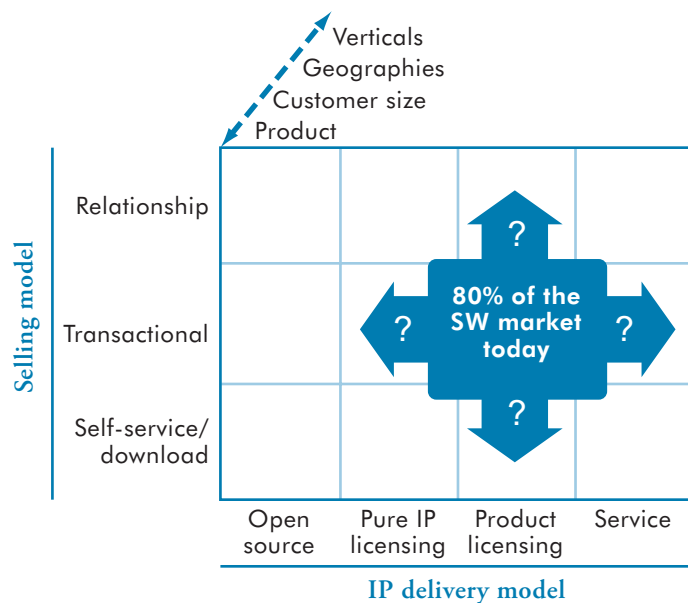 Verticals
Geographies
Customer size
Product
Selling model
Relationship
Transactional
Self-service/
download
?
?
80% of the
SW market
today
?
?
Open
source
Pure IP
licensing
Product
licensing
Service
IP delivery model